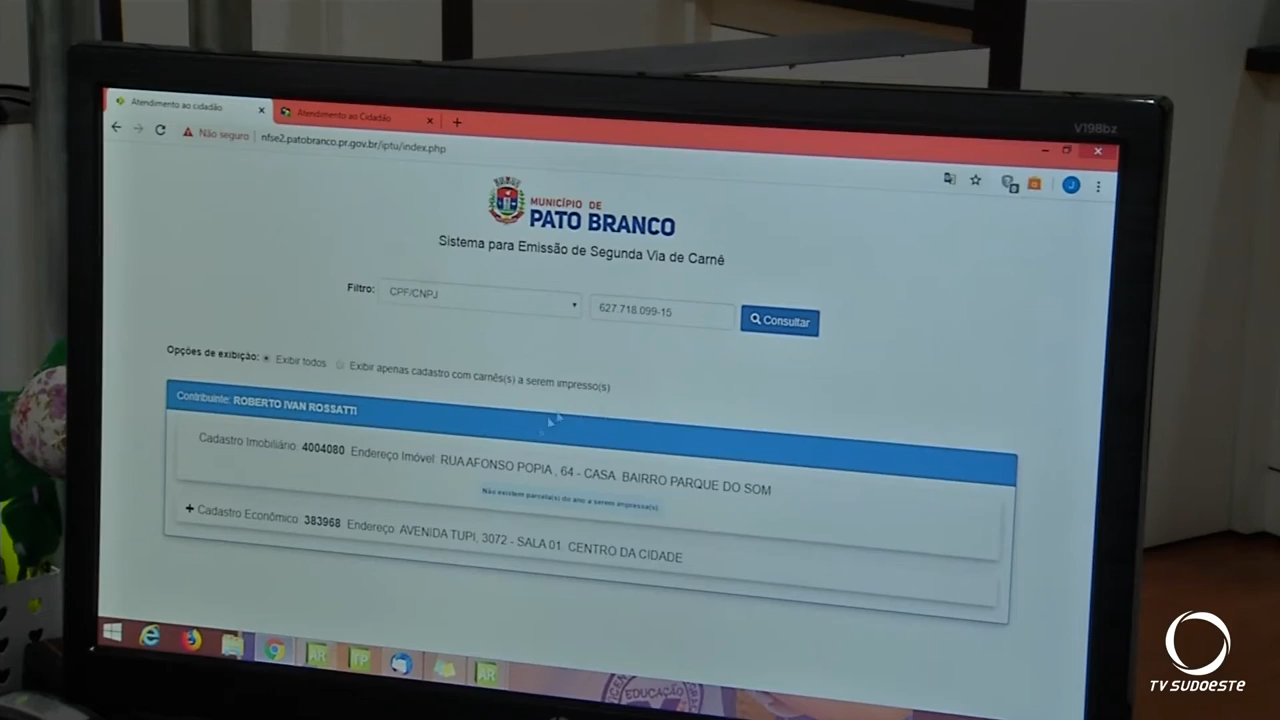 Atendimento ao cidadão
Atendimento ao Cidadão
V198bz
Não seguro | nfse2.patobranco.pr.gov.br/iptu/index.php
MUNICÍPIO DE
PATO BRANCO
Sistema para Emissão de Segunda Via de Carnê
Filtro: CPF/CNPJ 627.718.099-15 Consultar
Opções de exibição: Exibir todos Exibir apenas cadastro com carnês(s) a serem impresso(s)
Contribuinte: ROBERTO IVAN ROSSATTI
Cadastro Imobiliário: 4004080 Endereço Imóvel: RUA AFONSO POPIA , 64 - CASA BAIRRO PARQUE DO SOM
Não existem parcela(s) do ano a serem impressa(s)
+ Cadastro Econômico: 383968 Endereço: AVENIDA TUPI, 3072 - SALA 01 CENTRO DA CIDADE
AR
TP
AR
EDUCAÇÃO
TV SUDOESTE